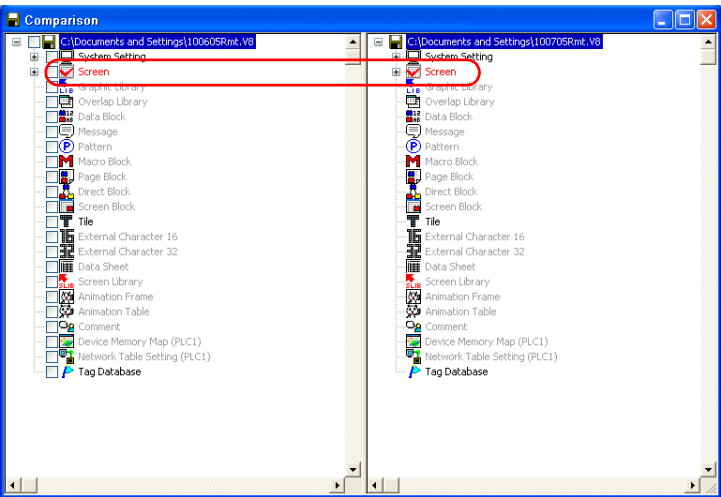 Comparison
C:\Documents and Settings\100605Rmt.V8
System Setting
Screen
Graphic Library
Overlap Library
Data Block
Message
Pattern
Macro Block
Page Block
Direct Block
Screen Block
Tile
External Character 16
External Character 32
Data Sheet
Screen Library
Animation Frame
Animation Table
Comment
Device Memory Map (PLC1)
Network Table Setting (PLC1)
Tag Database
C:\Documents and Settings\100705Rmt.V8
System Setting
Screen
Graphic Library
Overlap Library
Data Block
Message
Pattern
Macro Block
Page Block
Direct Block
Screen Block
Tile
External Character 16
External Character 32
Data Sheet
Screen Library
Animation Frame
Animation Table
Comment
Device Memory Map (PLC1)
Network Table Setting (PLC1)
Tag Database